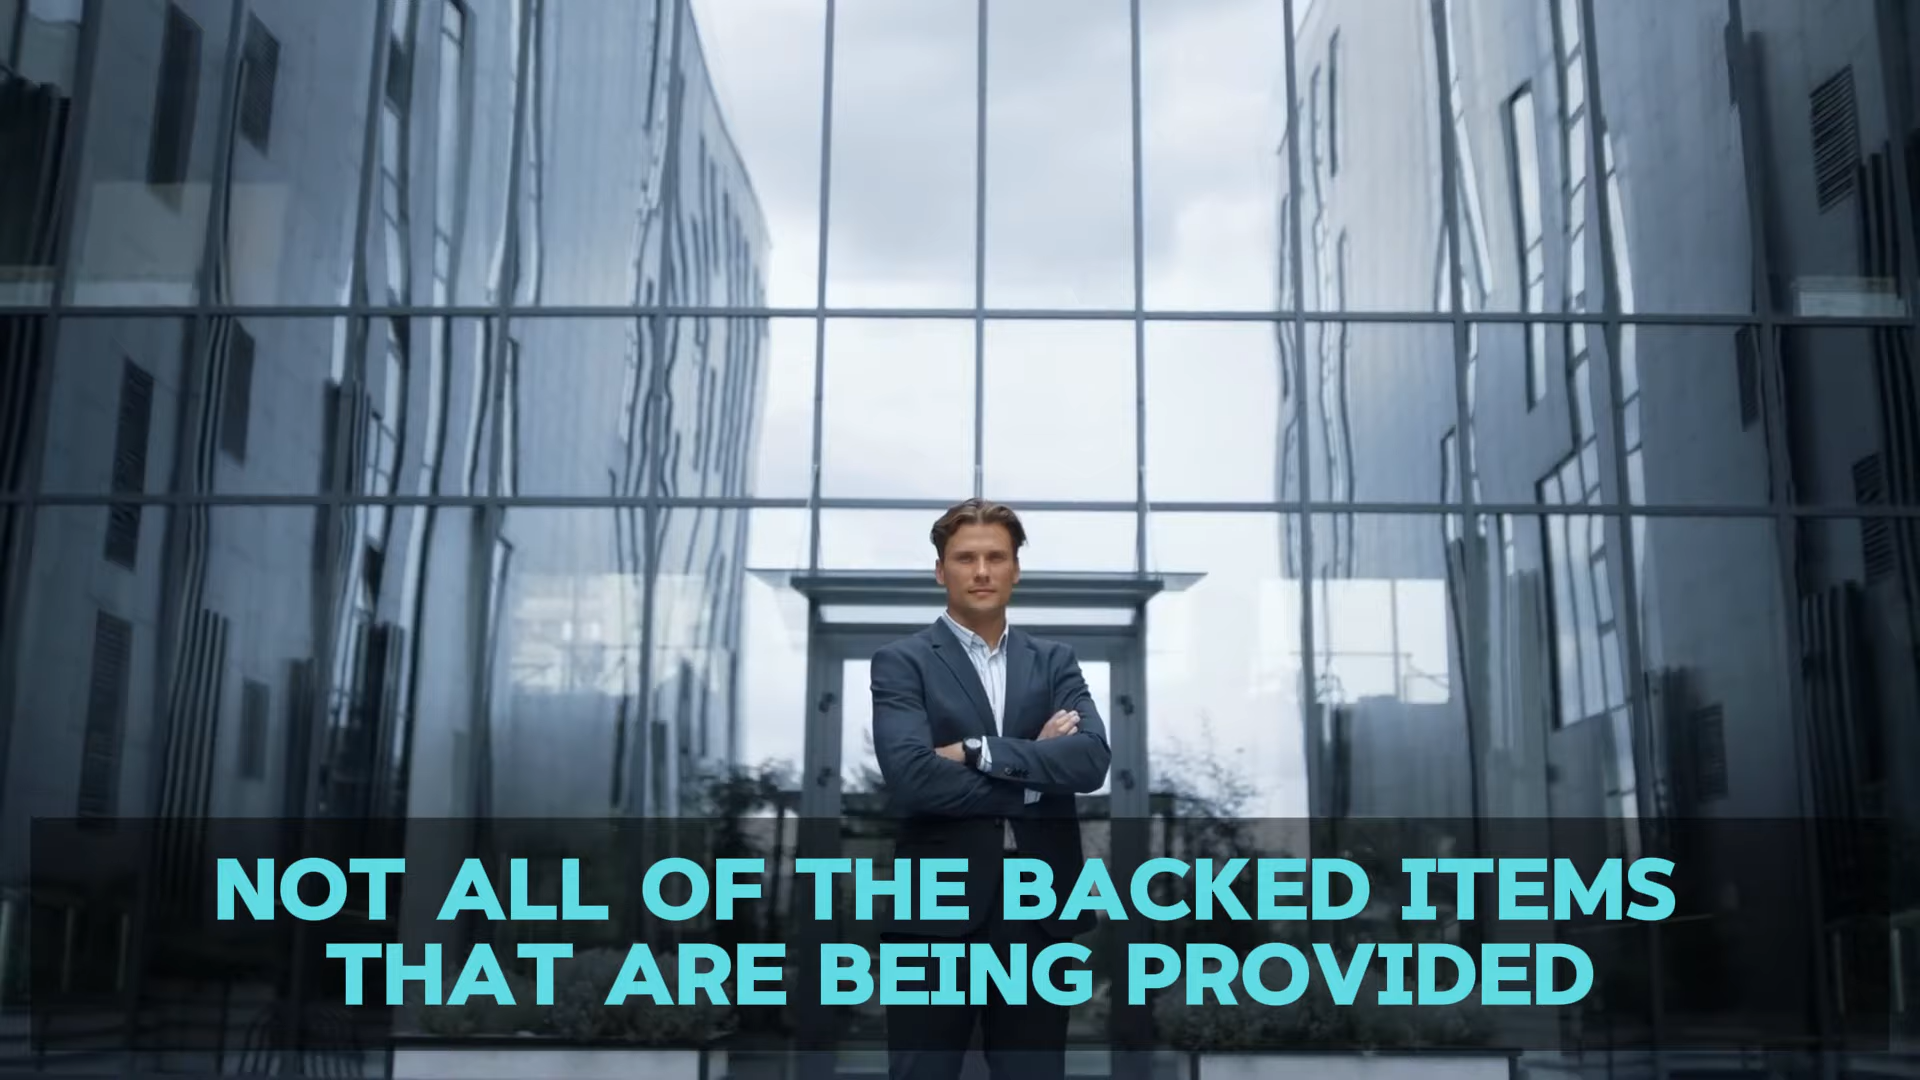 NOT ALL OF THE BACKED ITEMS
THAT ARE BEING PROVIDED